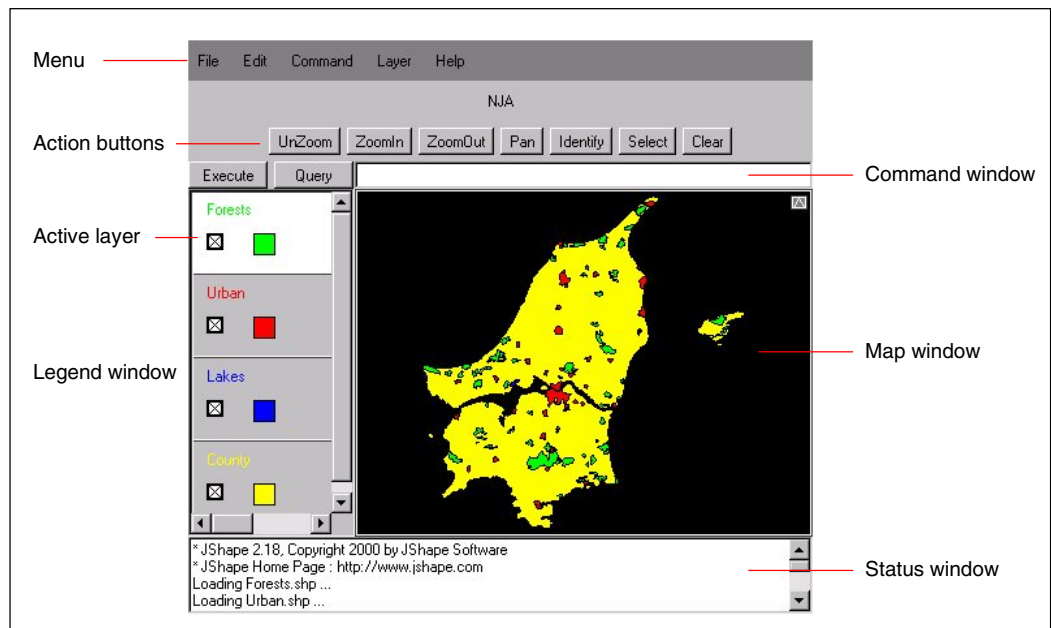 Menu
File Edit Command Layer Help
NJA
Action buttons
UnZoom ZoomIn ZoomOut Pan Identify Select Clear
Execute Query
Command window
Forests
Active layer
Urban
Map window
Legend window
Lakes
County
* JShape 2.18, Copyright 2000 by JShape Software
* JShape Home Page : http://www.jshape.com
Loading Forests.shp ...
Loading Urban.shp ...
Status window